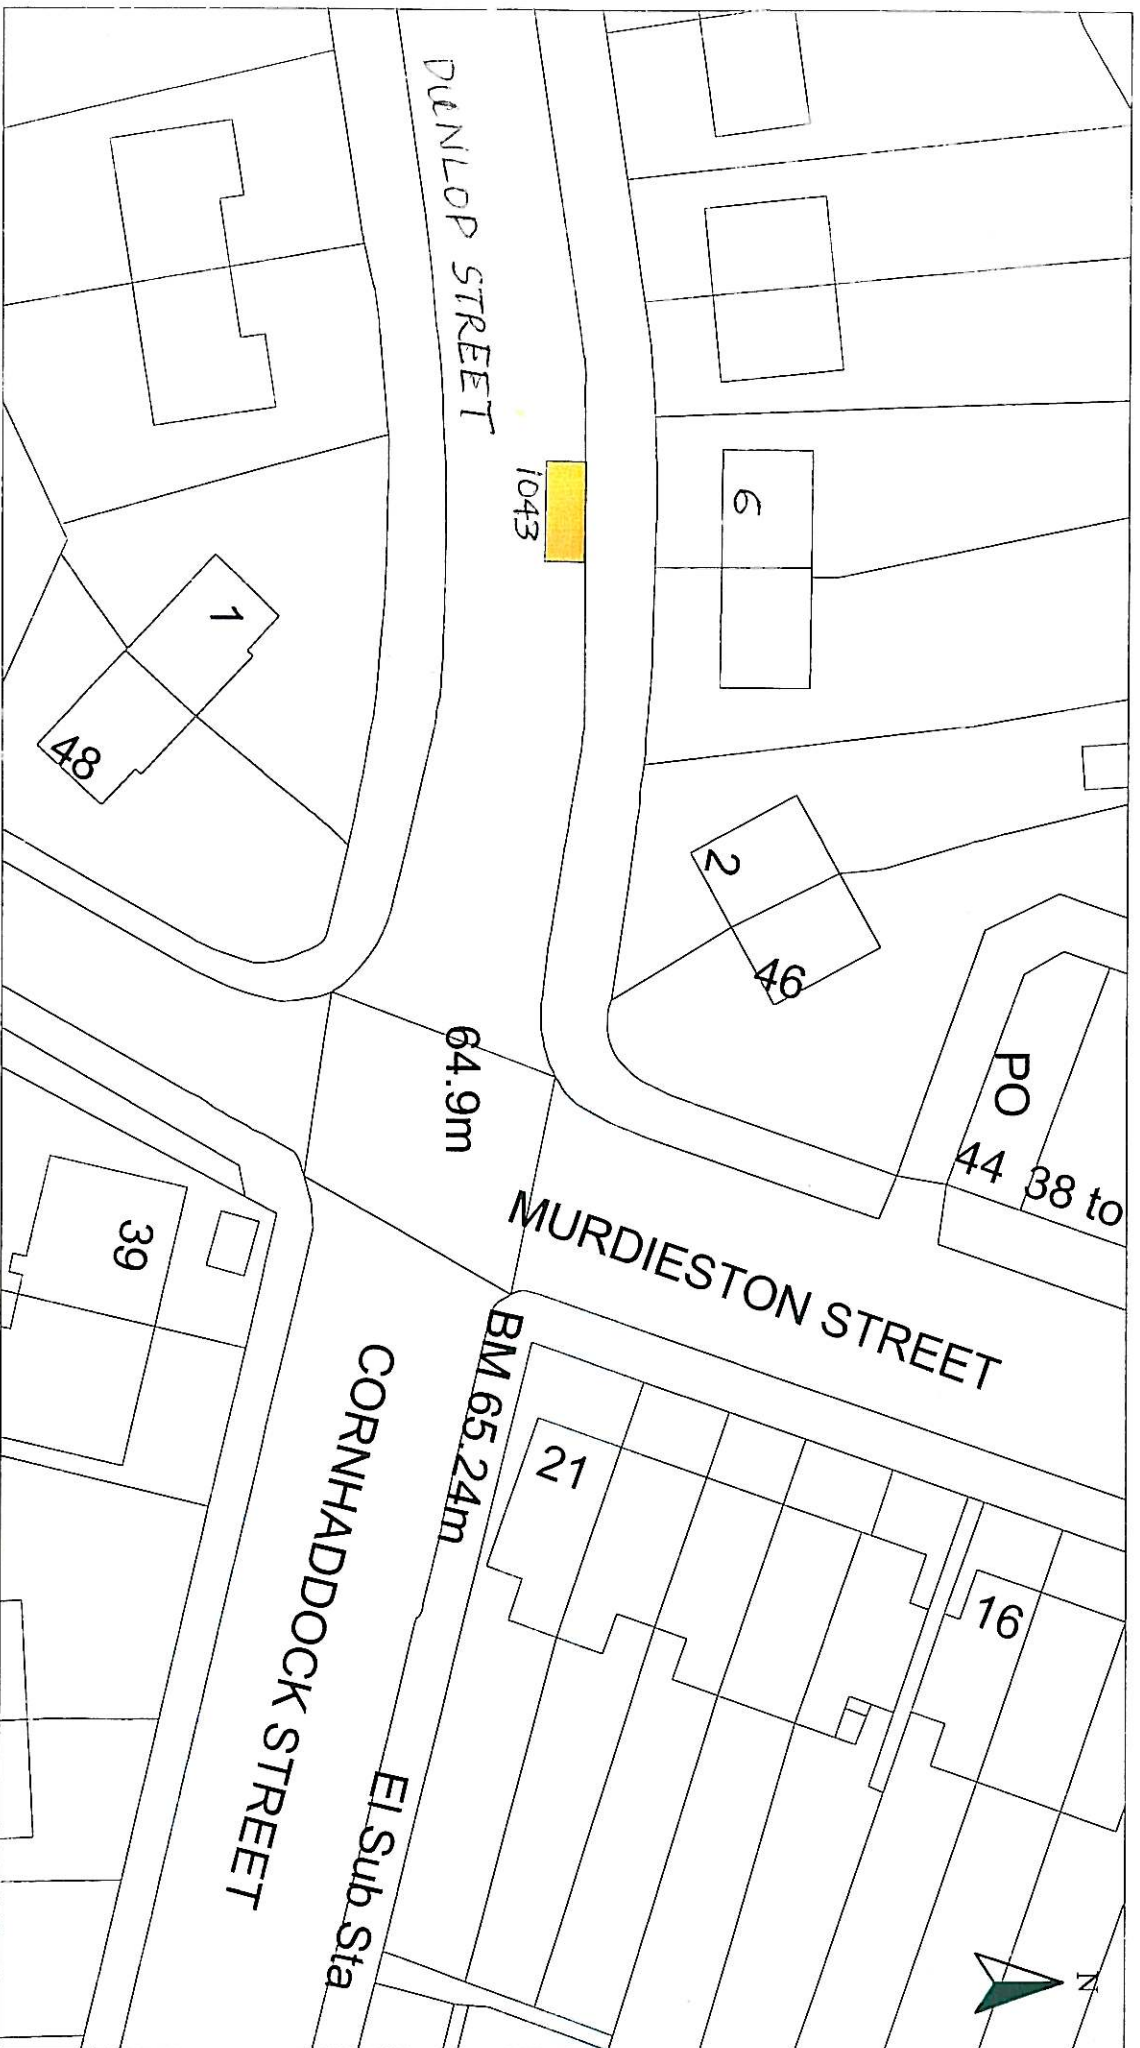 DUNLOP STREET
1043
6
1
48
2
46
64.9m
PO
44
38 to
MURDIESTON STREET
39
BM 65.24m
CORNHADDOCK STREET
21
16
El Sub Sta
N